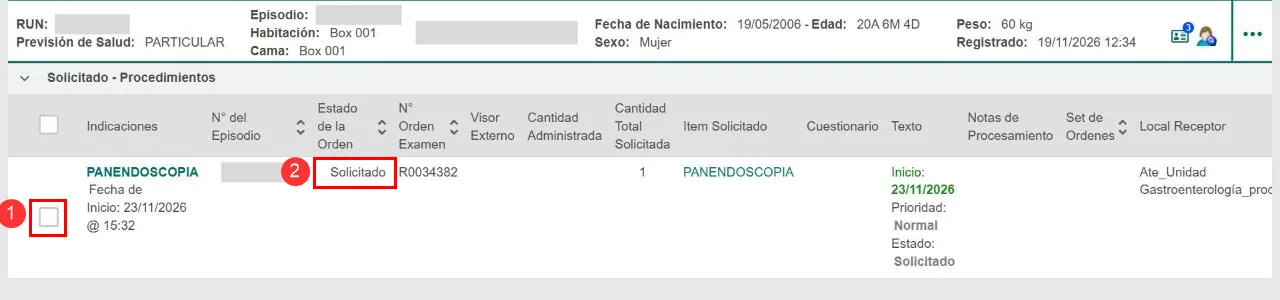 RUN:
Previsión de Salud: PARTICULAR
Episodio:
Habitación: Box 001
Cama: Box 001
Fecha de Nacimiento: 19/05/2006 - Edad: 20A 6M 4D
Sexo: Mujer
Peso: 60 kg
Registrado: 19/11/2026 12:34
3
Solicitado - Procedimientos
Indicaciones
N° del
Episodio
Estado
de la
Orden
N°
Orden
Examen
Visor
Externo
Cantidad
Administrada
Cantidad
Total
Solicitada
Item Solicitado
Cuestionario
Texto
Notas de
Procesamiento
Set de
Ordenes
Local Receptor
1
PANENDOSCOPIA
Fecha de
Inicio: 23/11/2026
@ 15:32
2
Solicitado
R0034382
1
PANENDOSCOPIA
Inicio:
23/11/2026
Prioridad:
Normal
Estado:
Solicitado
Ate_Unidad
Gastroenterología_proc